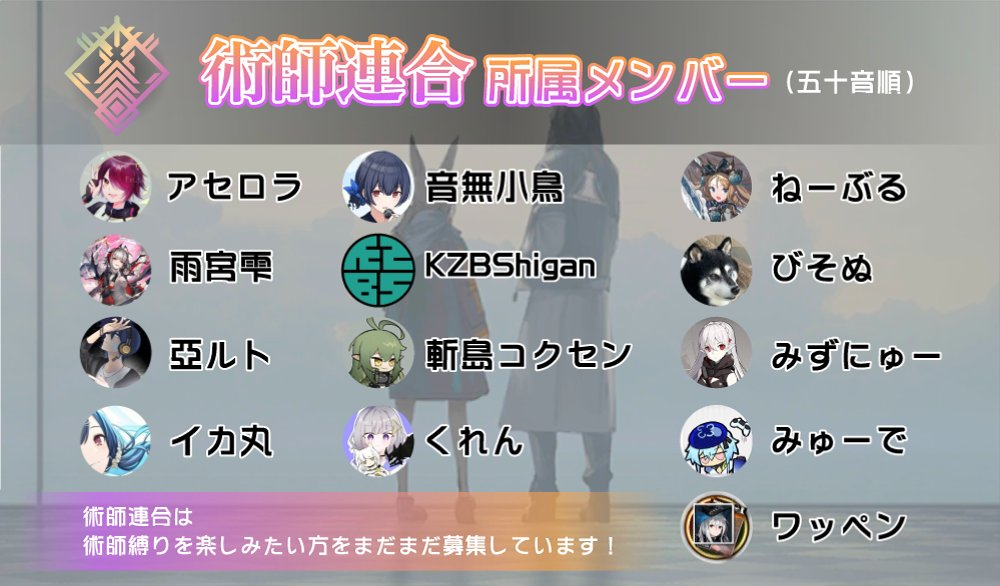 術師連合 所属メンバー（五十音順）
アセロラ
雨宮雫
亞ルト
イカ丸
音無小鳥
KZBShigan
斬島コクセン
くれん
ねーぶる
びそぬ
みずにゅー
みゅーで
ワッペン
術師連合は
術師縛りを楽しみたい方をまだまだ募集しています！